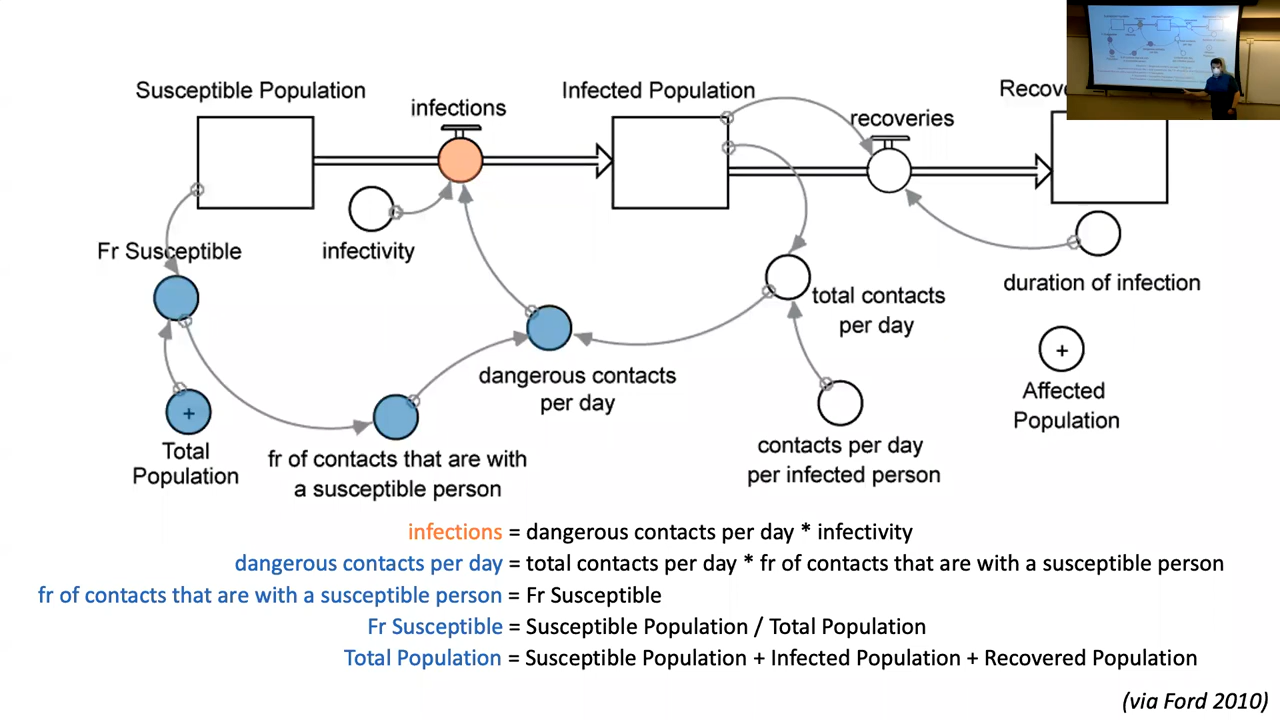 Susceptible Population
infections
Infected Population
recoveries
Recov
infectivity
Fr Susceptible
duration of infection
total contacts
per day
+
Affected
Population
dangerous contacts
per day
+
Total
Population
fr of contacts that are with
a susceptible person
contacts per day
per infected person
infections = dangerous contacts per day * infectivity
dangerous contacts per day = total contacts per day * fr of contacts that are with a susceptible person
fr of contacts that are with a susceptible person = Fr Susceptible
Fr Susceptible = Susceptible Population / Total Population
Total Population = Susceptible Population + Infected Population + Recovered Population
(via Ford 2010)